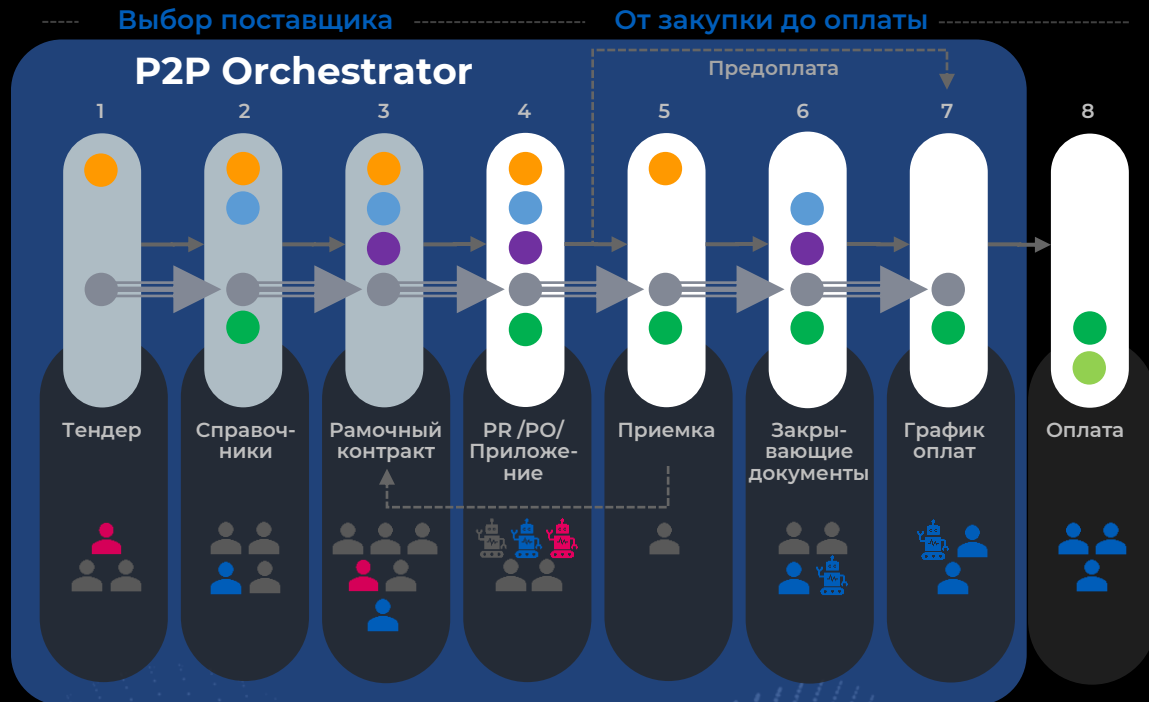 Выбор поставщика
От закупки до оплаты
P2P Orchestrator
Предоплата
1
2
3
4
5
6
7
8
Тендер
Справоч-
ники
Рамочный
контракт
PR /PO/
Приложе-
ние
Приемка
Закры-
вающие
документы
График
оплат
Оплата